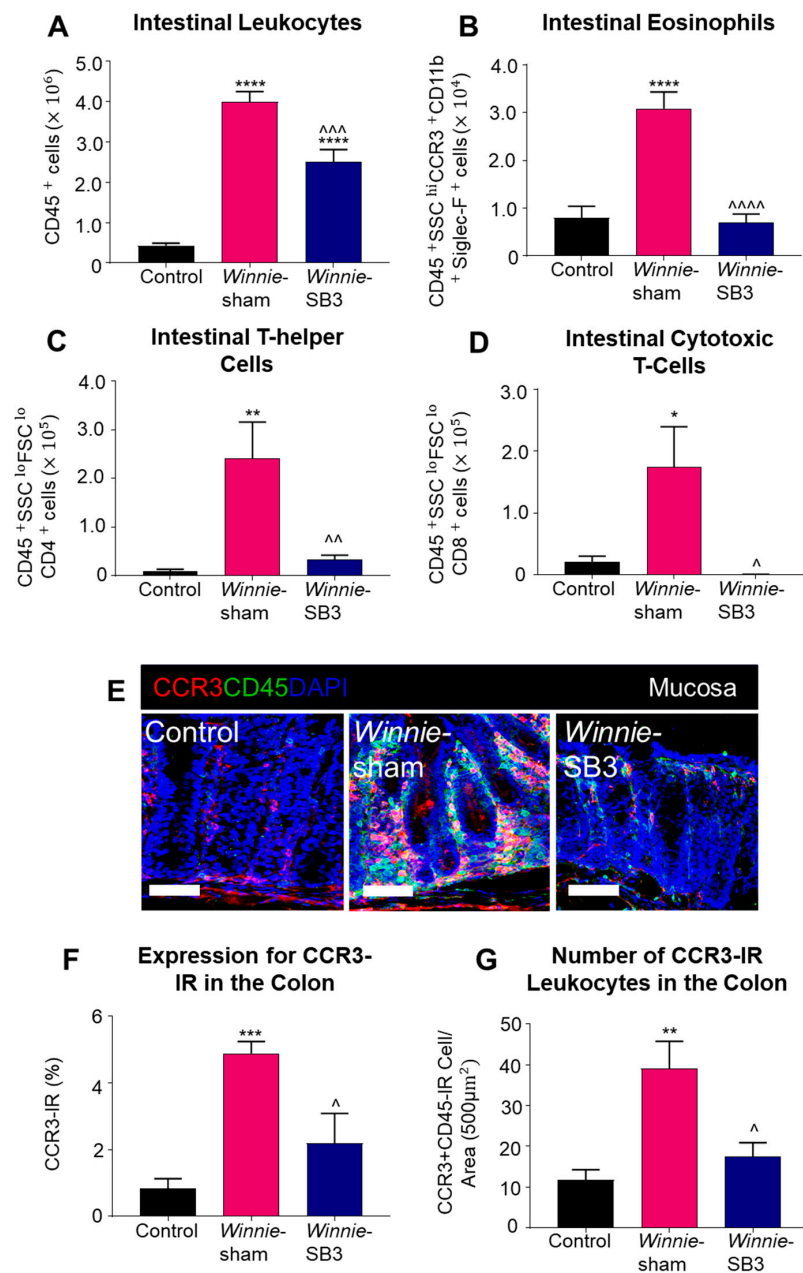 A
Intestinal Leukocytes
CD45 + cells (× 10⁶)
5.0
4.0
3.0
2.0
1.0
0
****
^^^
****
Control
Winnie-
sham
Winnie-
SB3
B
Intestinal Eosinophils
CD45 +SSC hiCCR3 +CD11b
+ Siglec-F + cells (× 10⁴)
4.0
3.0
2.0
1.0
0
****
^^^^
Control
Winnie-
sham
Winnie-
SB3
C
Intestinal T-helper
Cells
CD45 +SSC loFSC lo
CD4 + cells (× 10⁵)
4.0
3.0
2.0
1.0
0
**
^^
Control
Winnie-
sham
Winnie-
SB3
D
Intestinal Cytotoxic
T-Cells
CD45 +SSC loFSC lo
CD8 + cells (× 10⁵)
3.0
2.0
1.0
0
*
^
Control
Winnie-
sham
Winnie-
SB3
E
CCR3CD45DAPI Mucosa
Control
Winnie-
sham
Winnie-
SB3
F
Expression for CCR3-
IR in the Colon
CCR3-IR (%)
6
4
2
0
***
^
Control
Winnie-
sham
Winnie-
SB3
G
Number of CCR3-IR
Leukocytes in the Colon
CCR3+CD45-IR Cell/
Area (500µm²)
50
40
30
20
10
0
**
^
Control
Winnie-
sham
Winnie-
SB3